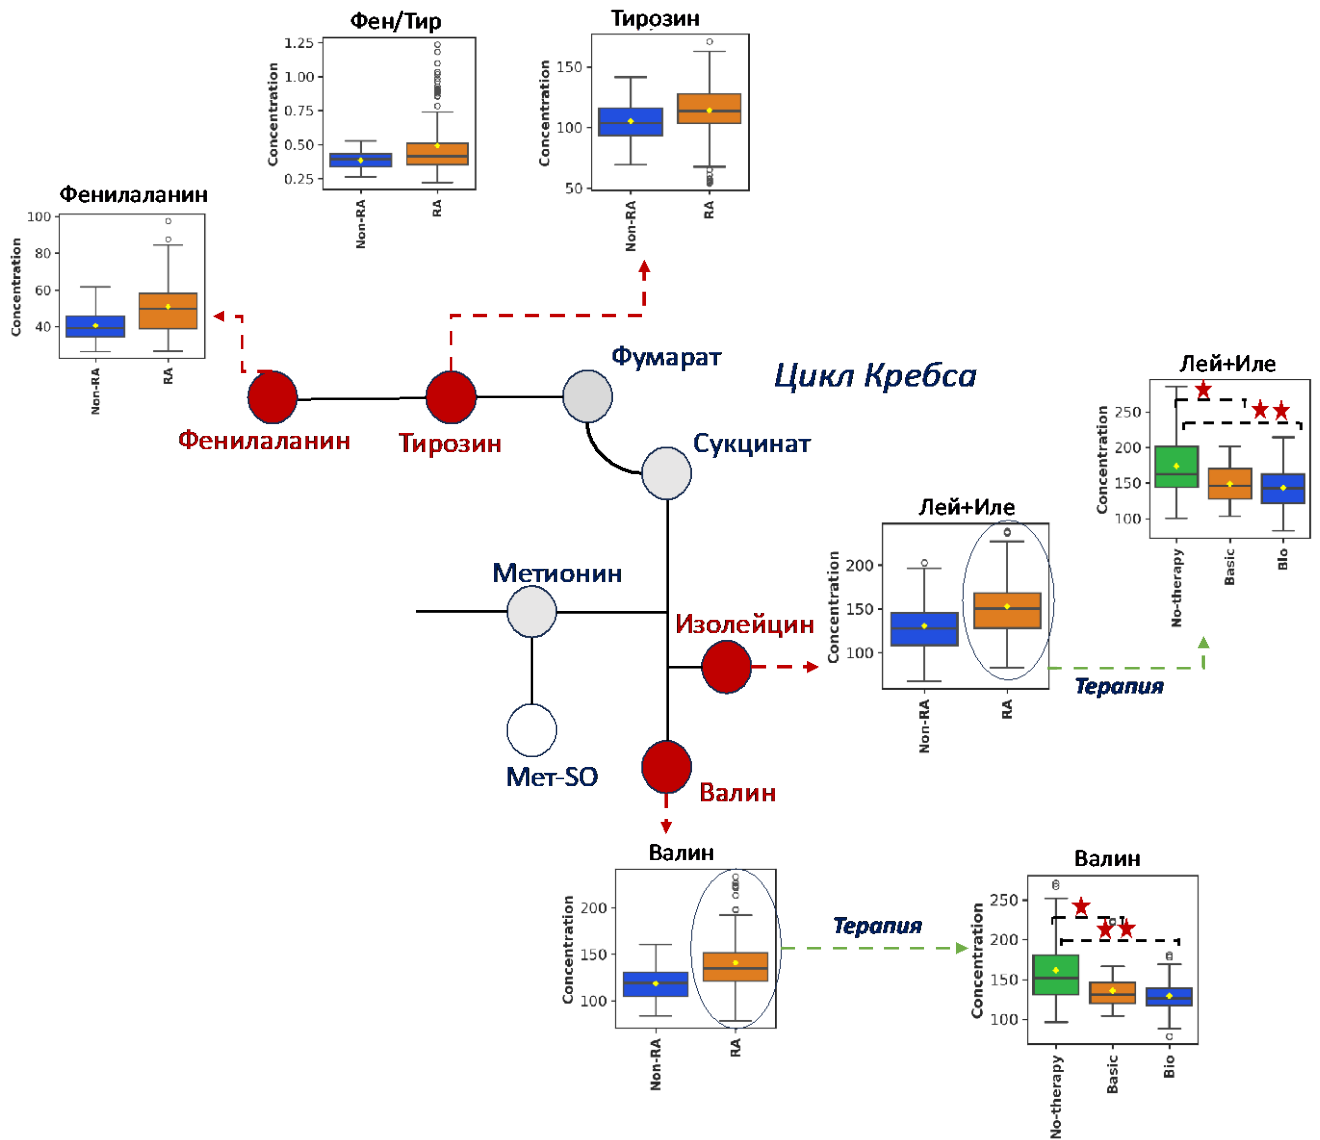 Фен/Тир
1.25
1.00
0.75
0.50
0.25
Concentration
Non-RA
RA
Тирозин
150
100
50
Concentration
Non-RA
RA
Фенилаланин
100
80
60
40
Concentration
Non-RA
RA
Фумарат
Цикл Кребса
Фенилаланин
Тирозин
Сукцинат
Лей+Иле
250
200
150
100
Concentration
No-therapy
Basic
Bio
Лей+Иле
200
150
100
Concentration
Non-RA
RA
Терапия
Метионин
Изолейцин
Мет-SO
Валин
Валин
200
150
100
Concentration
Non-RA
RA
Терапия
Валин
250
200
150
100
Concentration
No-therapy
Basic
Bio